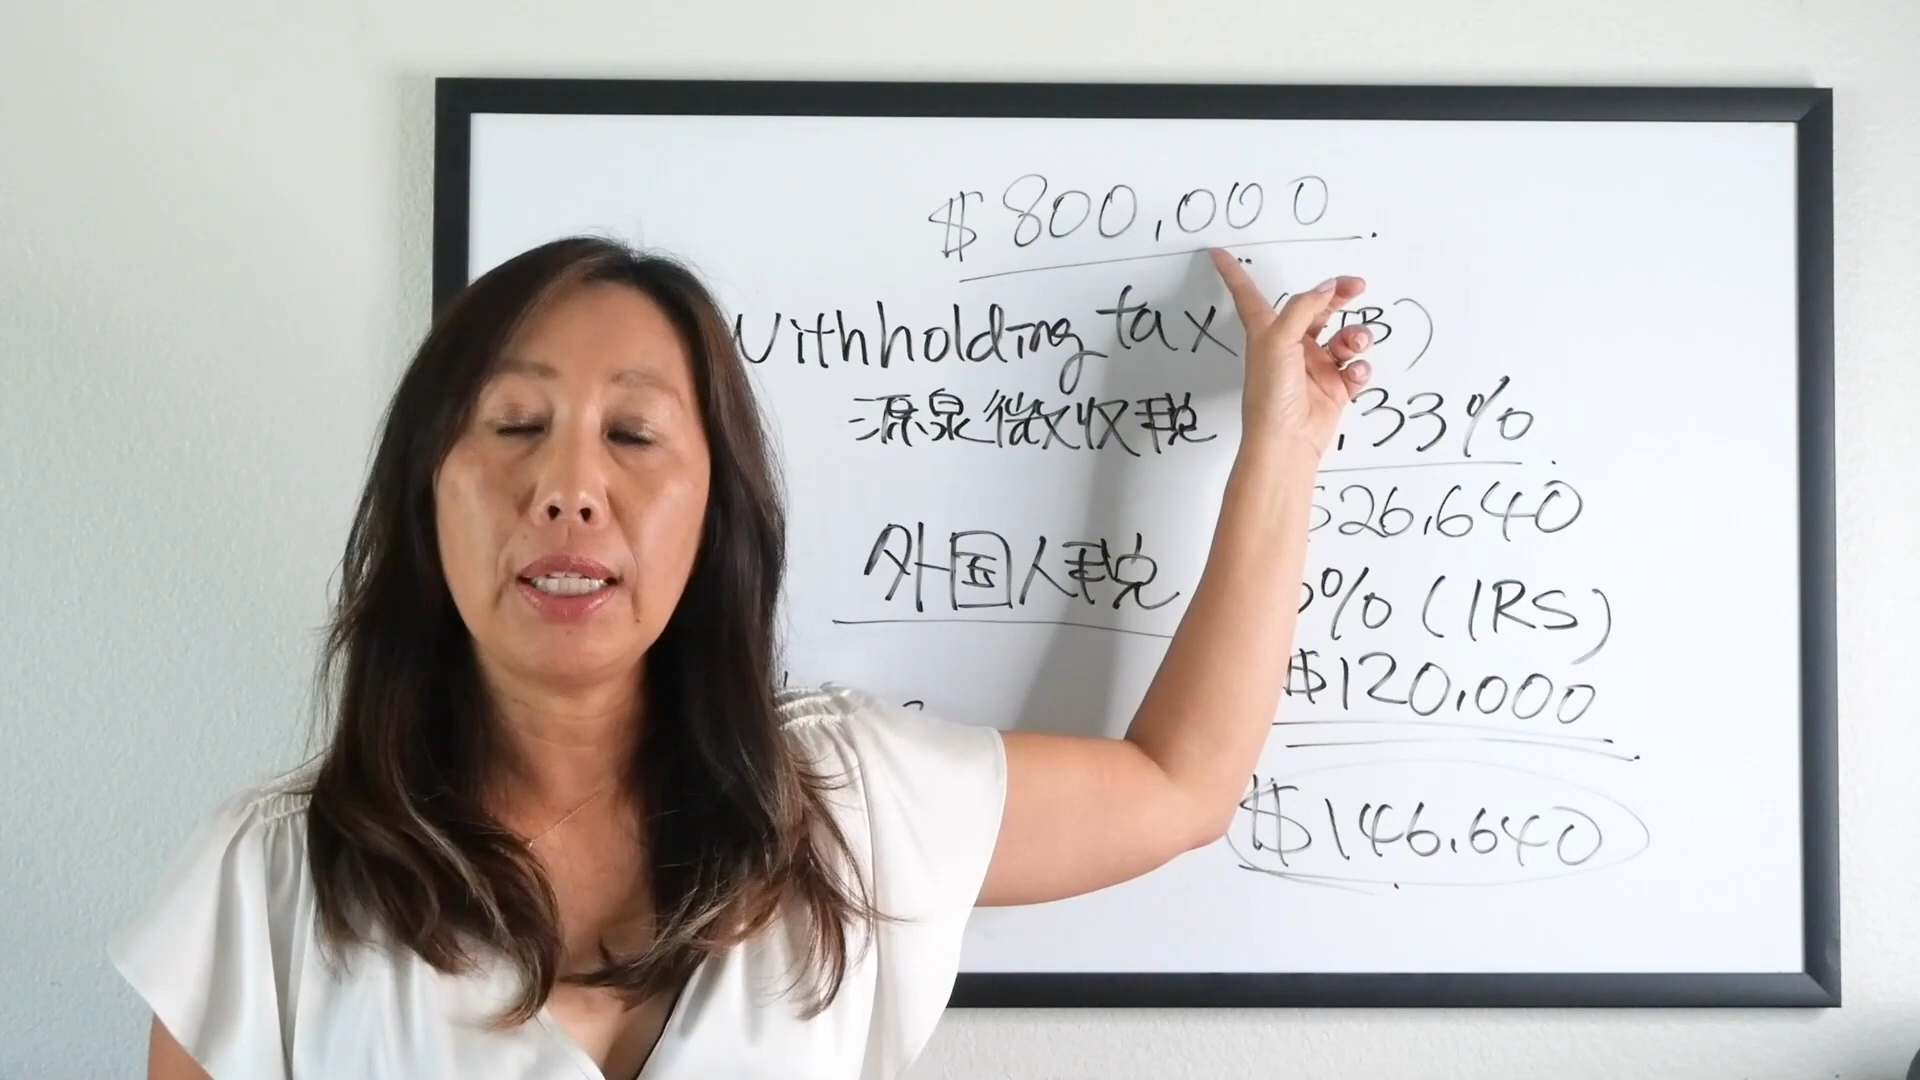 $800,000
Withholding tax
源泉徴収税 .33%
$26,640
外国人税 % (IRS)
$120,000
$146,640